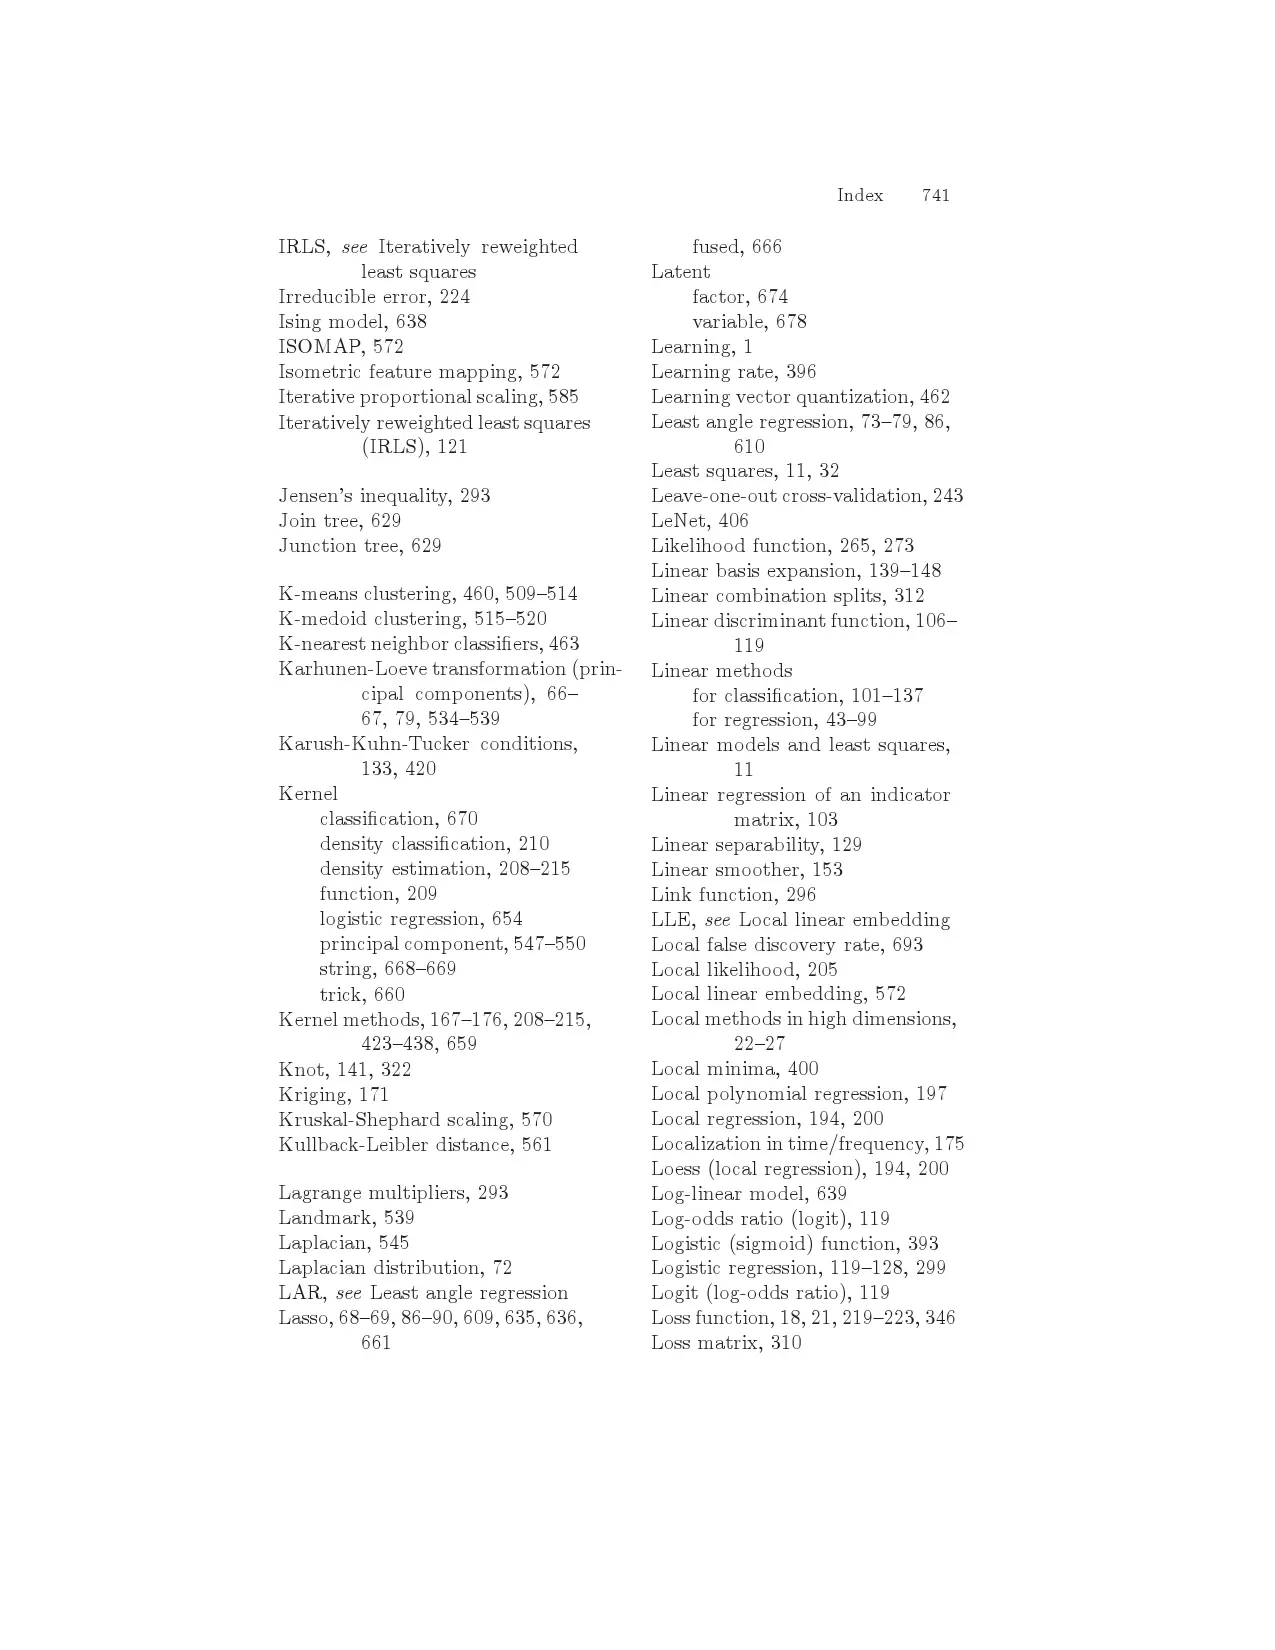 Index 741
IRLS, see Iteratively reweighted
least squares
Irreducible error, 224
Ising model, 638
ISOMAP, 572
Isometric feature mapping, 572
Iterative proportional scaling, 585
Iteratively reweighted least squares
(IRLS), 121
Jensen's inequality, 293
Join tree, 629
Junction tree, 629
K-means clustering, 460, 509–514
K-medoid clustering, 515–520
K-nearest neighbor classifiers, 463
Karhunen-Loeve transformation (prin-
cipal components), 66–
67, 79, 534–539
Karush-Kuhn-Tucker conditions,
133, 420
Kernel
classification, 670
density classification, 210
density estimation, 208–215
function, 209
logistic regression, 654
principal component, 547–550
string, 668–669
trick, 660
Kernel methods, 167–176, 208–215,
423–438, 659
Knot, 141, 322
Kriging, 171
Kruskal-Shephard scaling, 570
Kullback-Leibler distance, 561
Lagrange multipliers, 293
Landmark, 539
Laplacian, 545
Laplacian distribution, 72
LAR, see Least angle regression
Lasso, 68–69, 86–90, 609, 635, 636,
661
fused, 666
Latent
factor, 674
variable, 678
Learning, 1
Learning rate, 396
Learning vector quantization, 462
Least angle regression, 73–79, 86,
610
Least squares, 11, 32
Leave-one-out cross-validation, 243
LeNet, 406
Likelihood function, 265, 273
Linear basis expansion, 139–148
Linear combination splits, 312
Linear discriminant function, 106–
119
Linear methods
for classification, 101–137
for regression, 43–99
Linear models and least squares,
11
Linear regression of an indicator
matrix, 103
Linear separability, 129
Linear smoother, 153
Link function, 296
LLE, see Local linear embedding
Local false discovery rate, 693
Local likelihood, 205
Local linear embedding, 572
Local methods in high dimensions,
22–27
Local minima, 400
Local polynomial regression, 197
Local regression, 194, 200
Localization in time/frequency, 175
Loess (local regression), 194, 200
Log-linear model, 639
Log-odds ratio (logit), 119
Logistic (sigmoid) function, 393
Logistic regression, 119–128, 299
Logit (log-odds ratio), 119
Loss function, 18, 21, 219–223, 346
Loss matrix, 310